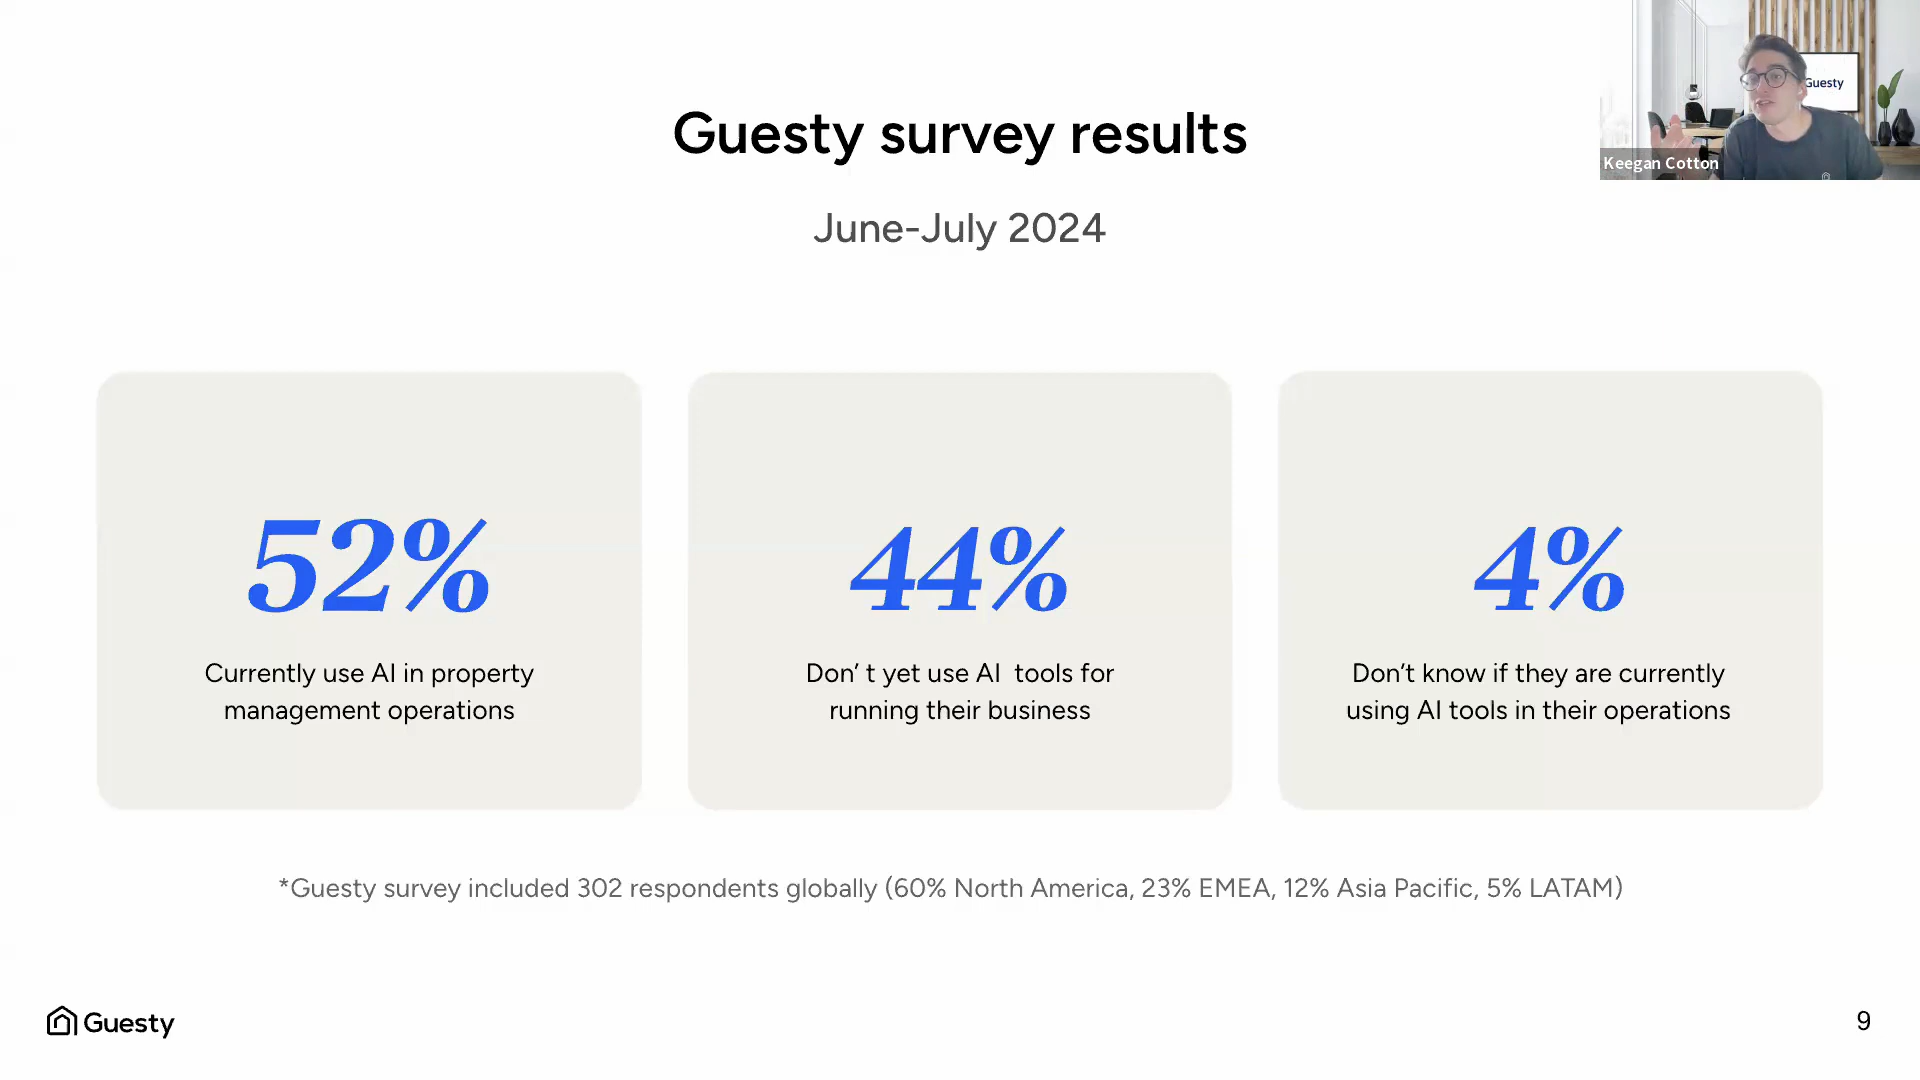 Guesty survey results
June-July 2024
Guesty
Keegan Cotton
52%
Currently use AI in property
management operations
44%
Don’ t yet use AI  tools for
running their business
4%
Don’t know if they are currently
using AI tools in their operations
*Guesty survey included 302 respondents globally (60% North America, 23% EMEA, 12% Asia Pacific, 5% LATAM)
Guesty
9